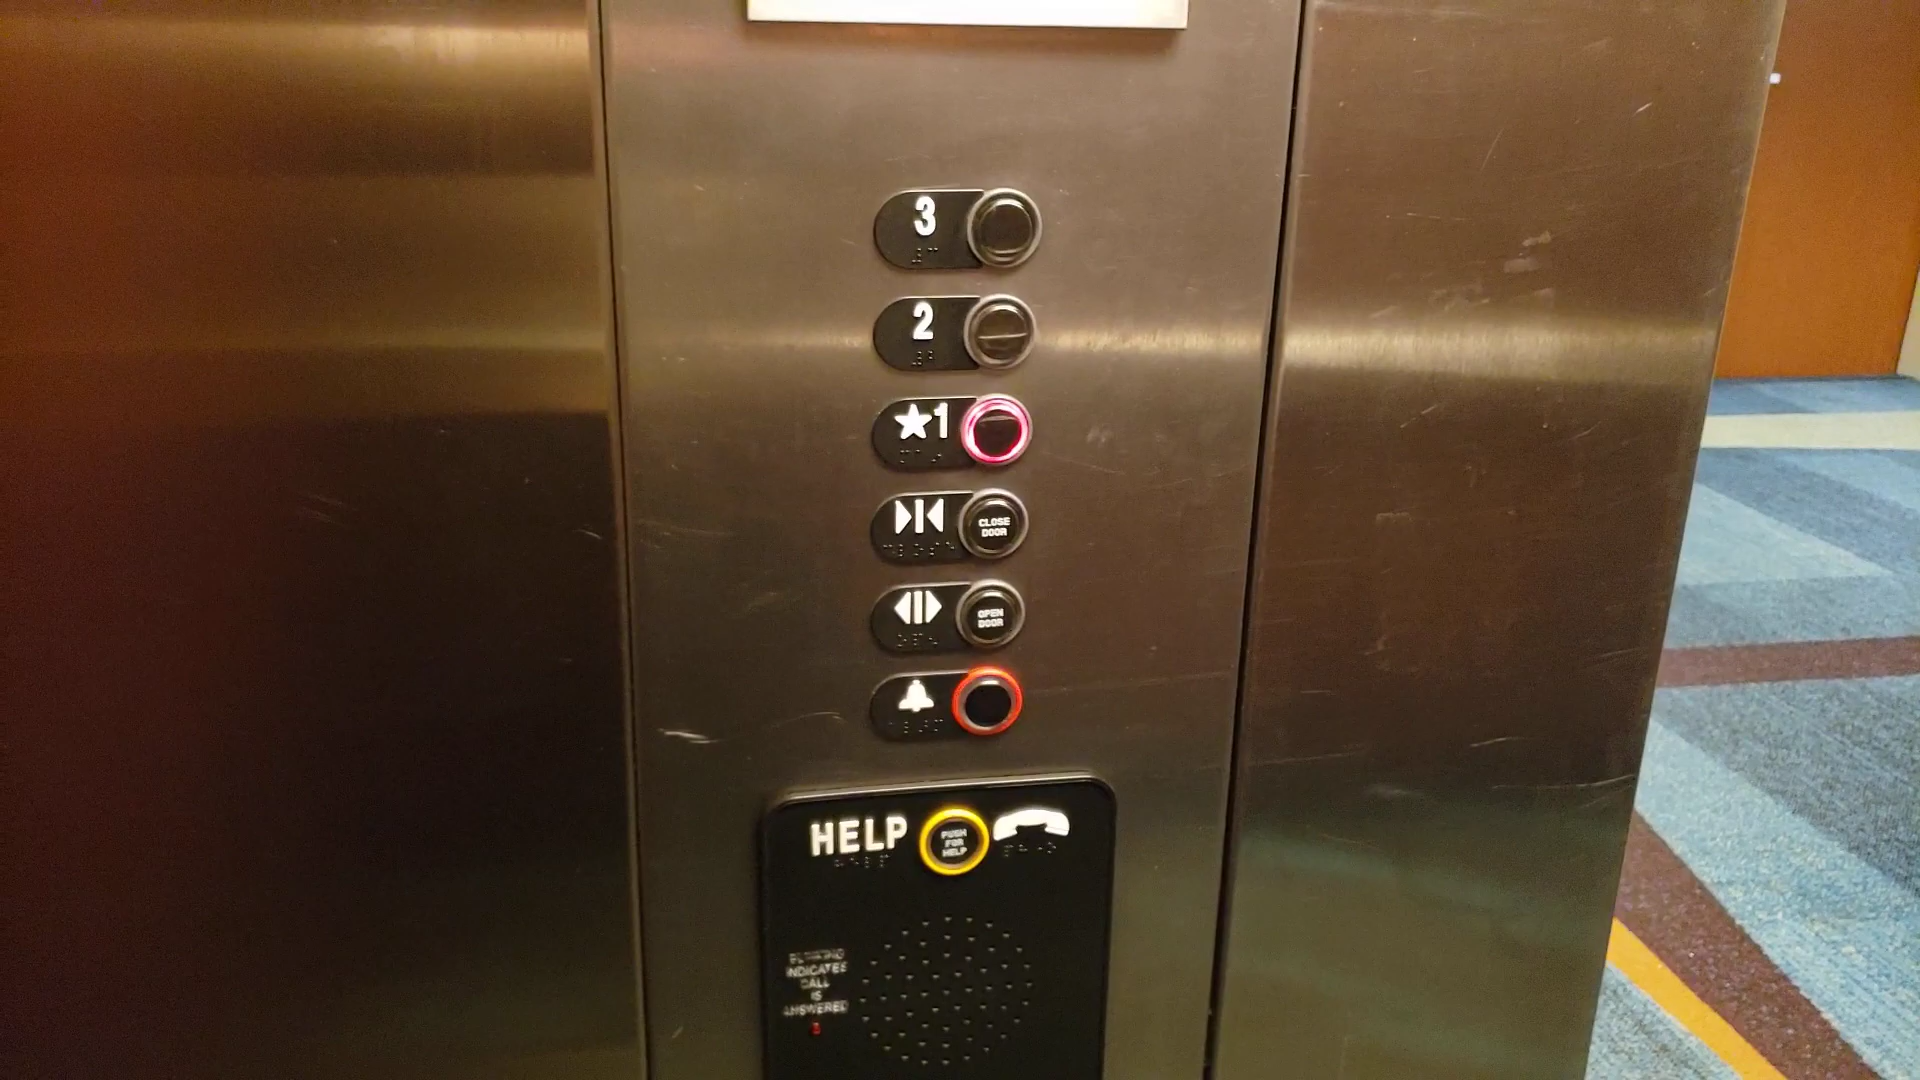 3
2
★1
CLOSE
DOOR
OPEN
DOOR
HELP
PUSH
FOR
HELP
INDICATES
CALL
IS
ANSWERED